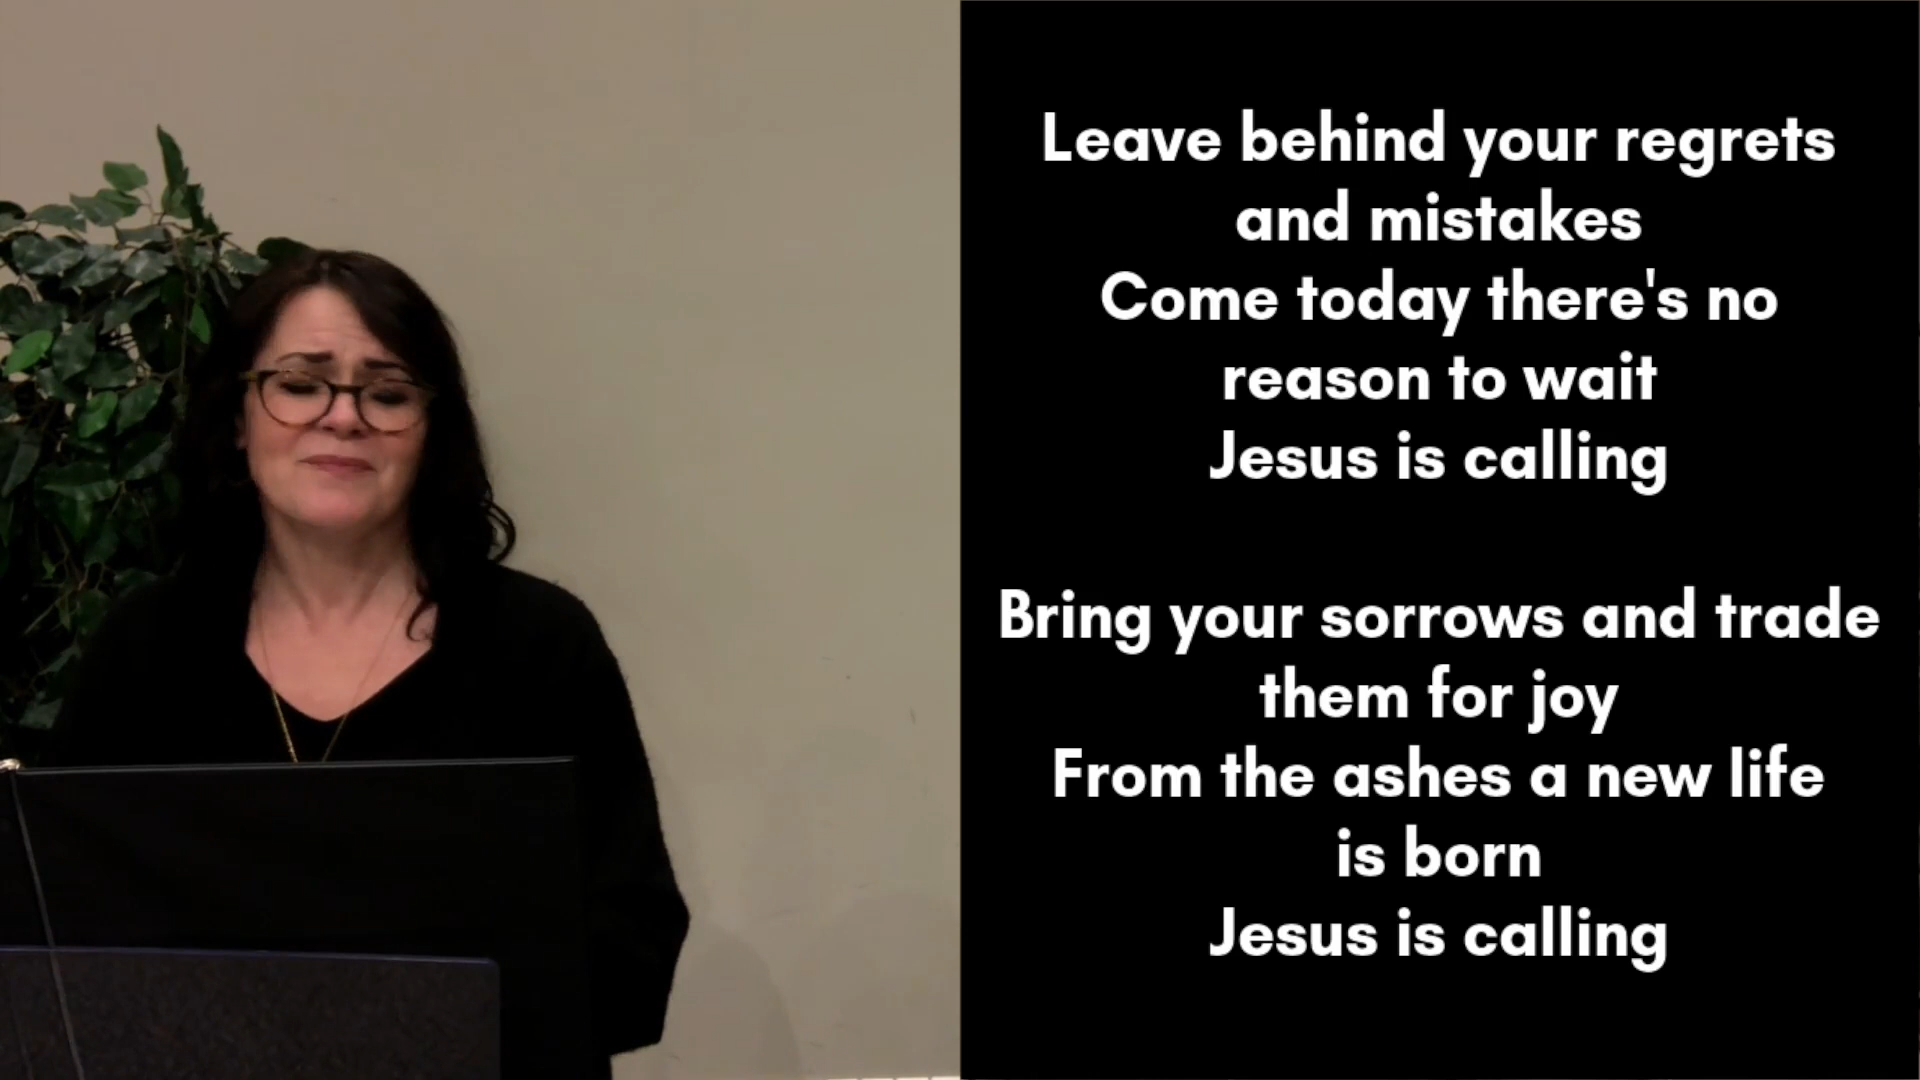 Leave behind your regrets
and mistakes
Come today there's no
reason to wait
Jesus is calling
Bring your sorrows and trade
them for joy
From the ashes a new life
is born
Jesus is calling